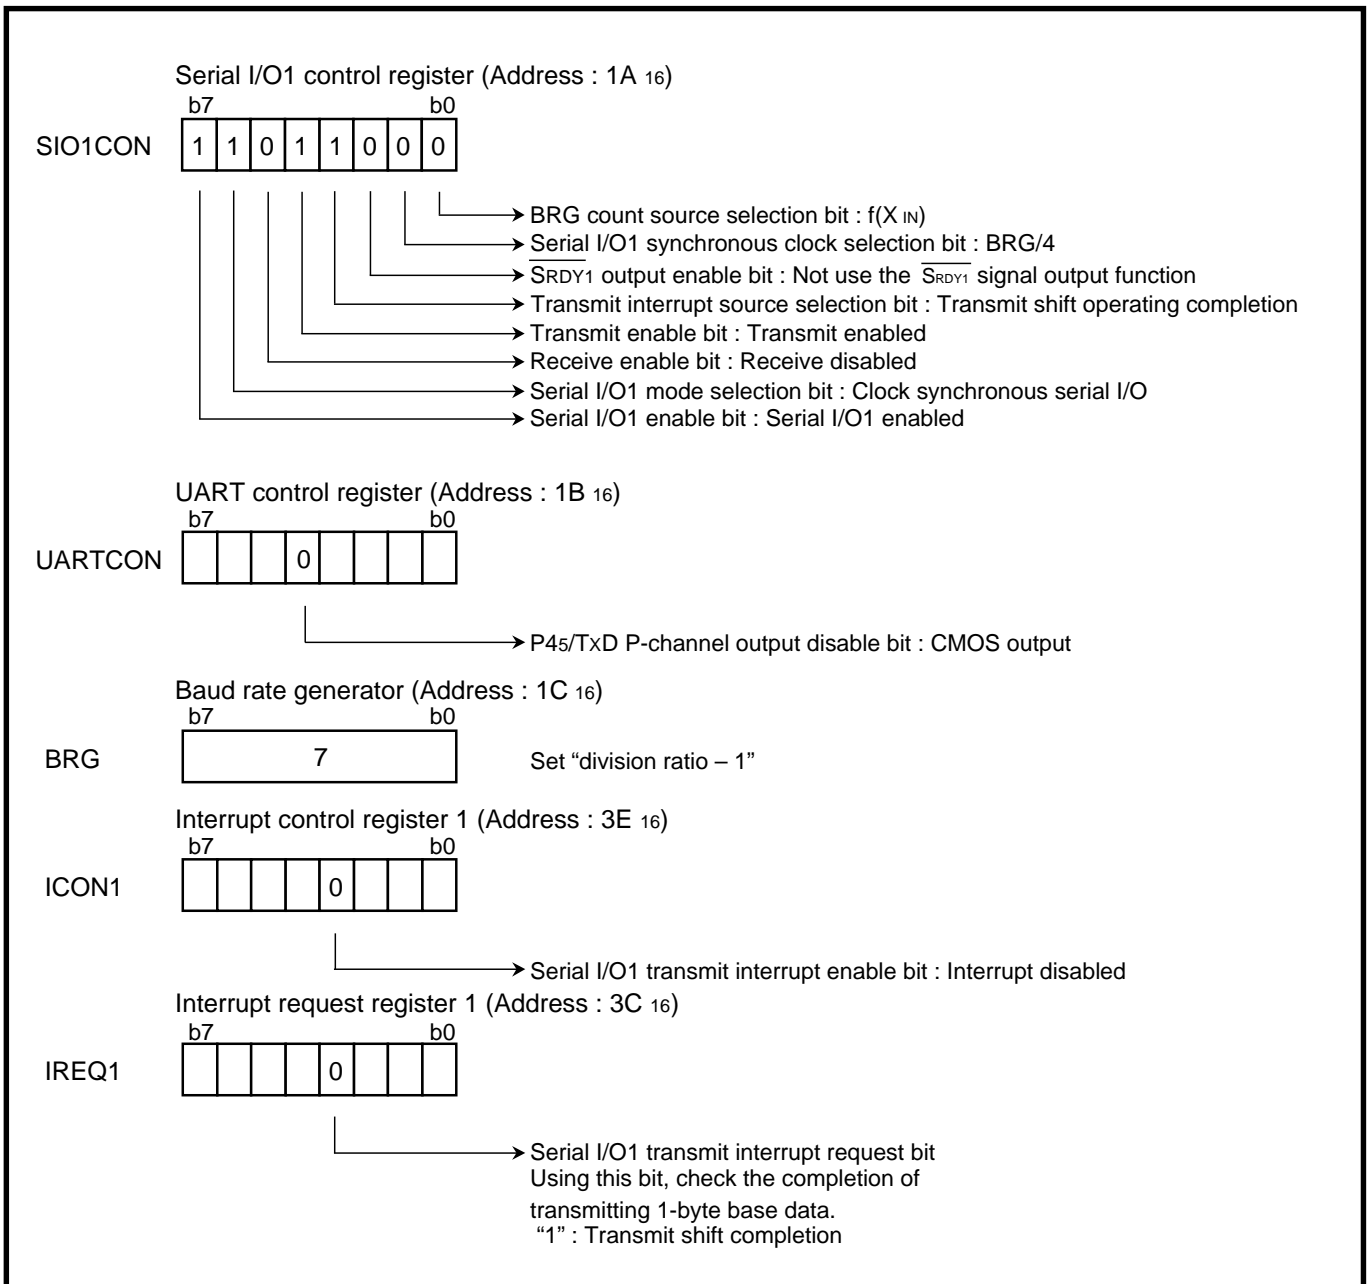 Serial I/O1 control register (Address : 1A 16)
b7 b0
SIO1CON 1 1 0 1 1 0 0 0
BRG count source selection bit : f(X IN)
Serial I/O1 synchronous clock selection bit : BRG/4
SRDY1 output enable bit : Not use the SRDY1 signal output function
Transmit interrupt source selection bit : Transmit shift operating completion
Transmit enable bit : Transmit enabled
Receive enable bit : Receive disabled
Serial I/O1 mode selection bit : Clock synchronous serial I/O
Serial I/O1 enable bit : Serial I/O1 enabled
UART control register (Address : 1B 16)
b7 b0
UARTCON 0
P45/TXD P-channel output disable bit : CMOS output
Baud rate generator (Address : 1C 16)
b7 b0
BRG 7 Set “division ratio – 1”
Interrupt control register 1 (Address : 3E 16)
b7 b0
ICON1 0
Serial I/O1 transmit interrupt enable bit : Interrupt disabled
Interrupt request register 1 (Address : 3C 16)
b7 b0
IREQ1 0
Serial I/O1 transmit interrupt request bit
Using this bit, check the completion of
transmitting 1-byte base data.
“1” : Transmit shift completion